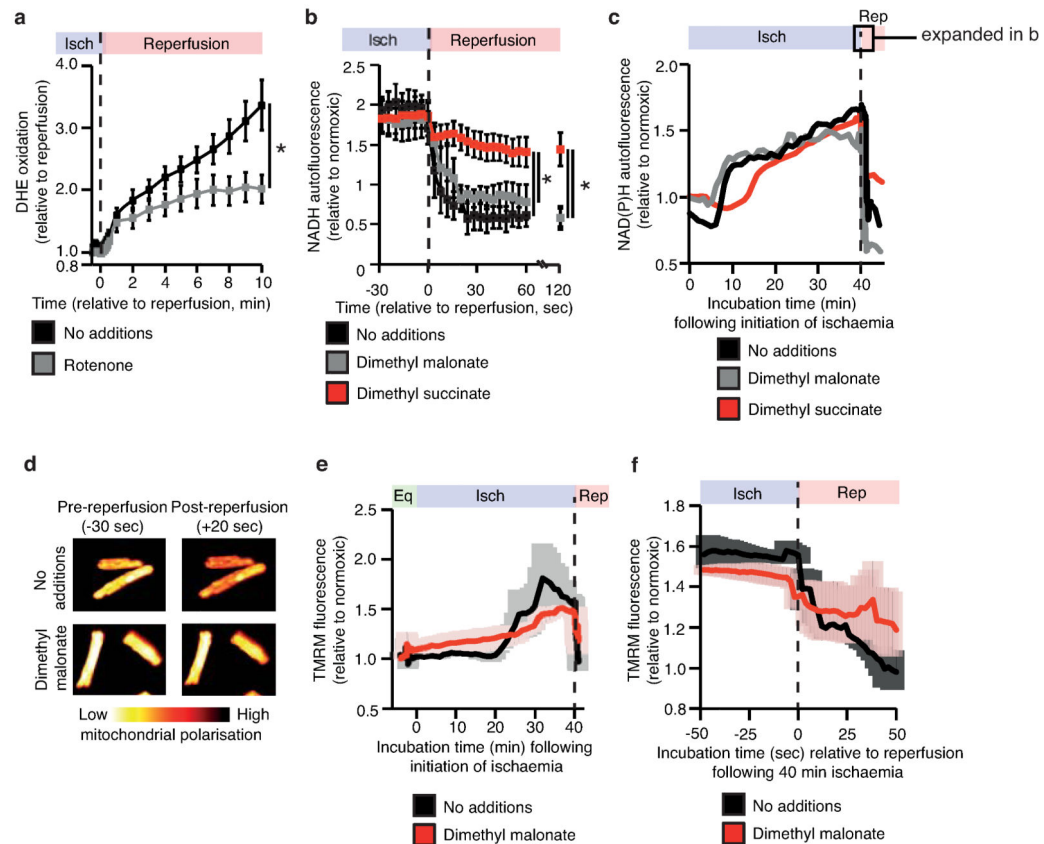 a
Isch
Reperfusion
DHE oxidation
(relative to reperfusion)
4.0
3.0
2.0
1.0
0.8
*
0
2
4
6
8
10
Time (relative to reperfusion, min)
No additions
Rotenone
b
Isch
Reperfusion
NADH autofluorescence
(relative to normoxic)
2.5
2
1.5
1
0.5
0
*
*
-30
0
30
60
120
Time (relative to reperfusion, sec)
No additions
Dimethyl malonate
Dimethyl succinate
c
Isch
Rep
expanded in b
NAD(P)H autofluorescence
(relative to normoxic)
2.0
1.5
1.0
0.5
0
10
20
30
40
Incubation time (min)
following initiation of ischaemia
No additions
Dimethyl malonate
Dimethyl succinate
d
Pre-reperfusion
(-30 sec)
Post-reperfusion
(+20 sec)
No
additions
Dimethyl
malonate
Low
High
mitochondrial polarisation
e
Eq
Isch
Rep
TMRM fluorescence
(relative to normoxic)
2.5
2.0
1.5
1.0
0.5
0
10
20
30
40
Incubation time (min) following
initiation of ischaemia
No additions
Dimethyl malonate
f
Isch
Rep
TMRM fluorescence
(relative to normoxic)
1.8
1.6
1.4
1.2
1.0
0.8
-50
-25
0
25
50
Incubation time (sec) relative to reperfusion
following 40 min ischaemia
No additions
Dimethyl malonate